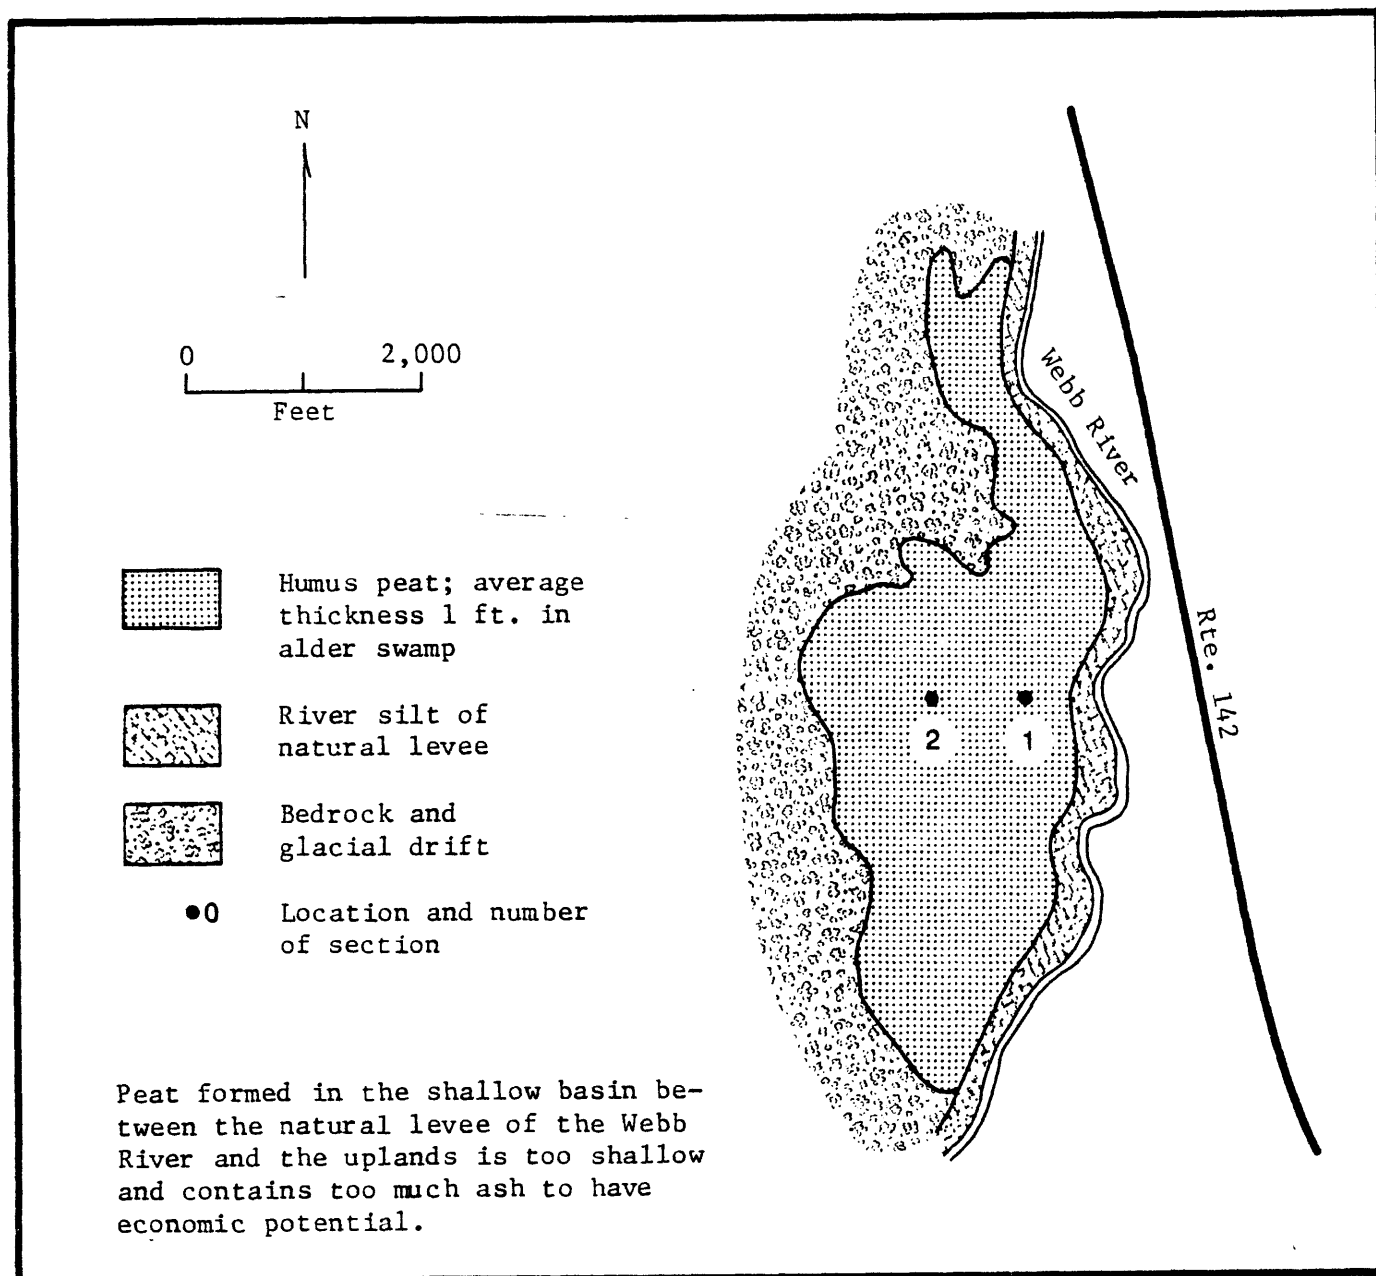 N
0 2,000
Feet
Humus peat; average
thickness 1 ft. in
alder swamp
River silt of
natural levee
Bedrock and
glacial drift
●0 Location and number
of section
Peat formed in the shallow basin be-
tween the natural levee of the Webb
River and the uplands is too shallow
and contains too much ash to have
economic potential.
Webb River
Rte. 142
2 1